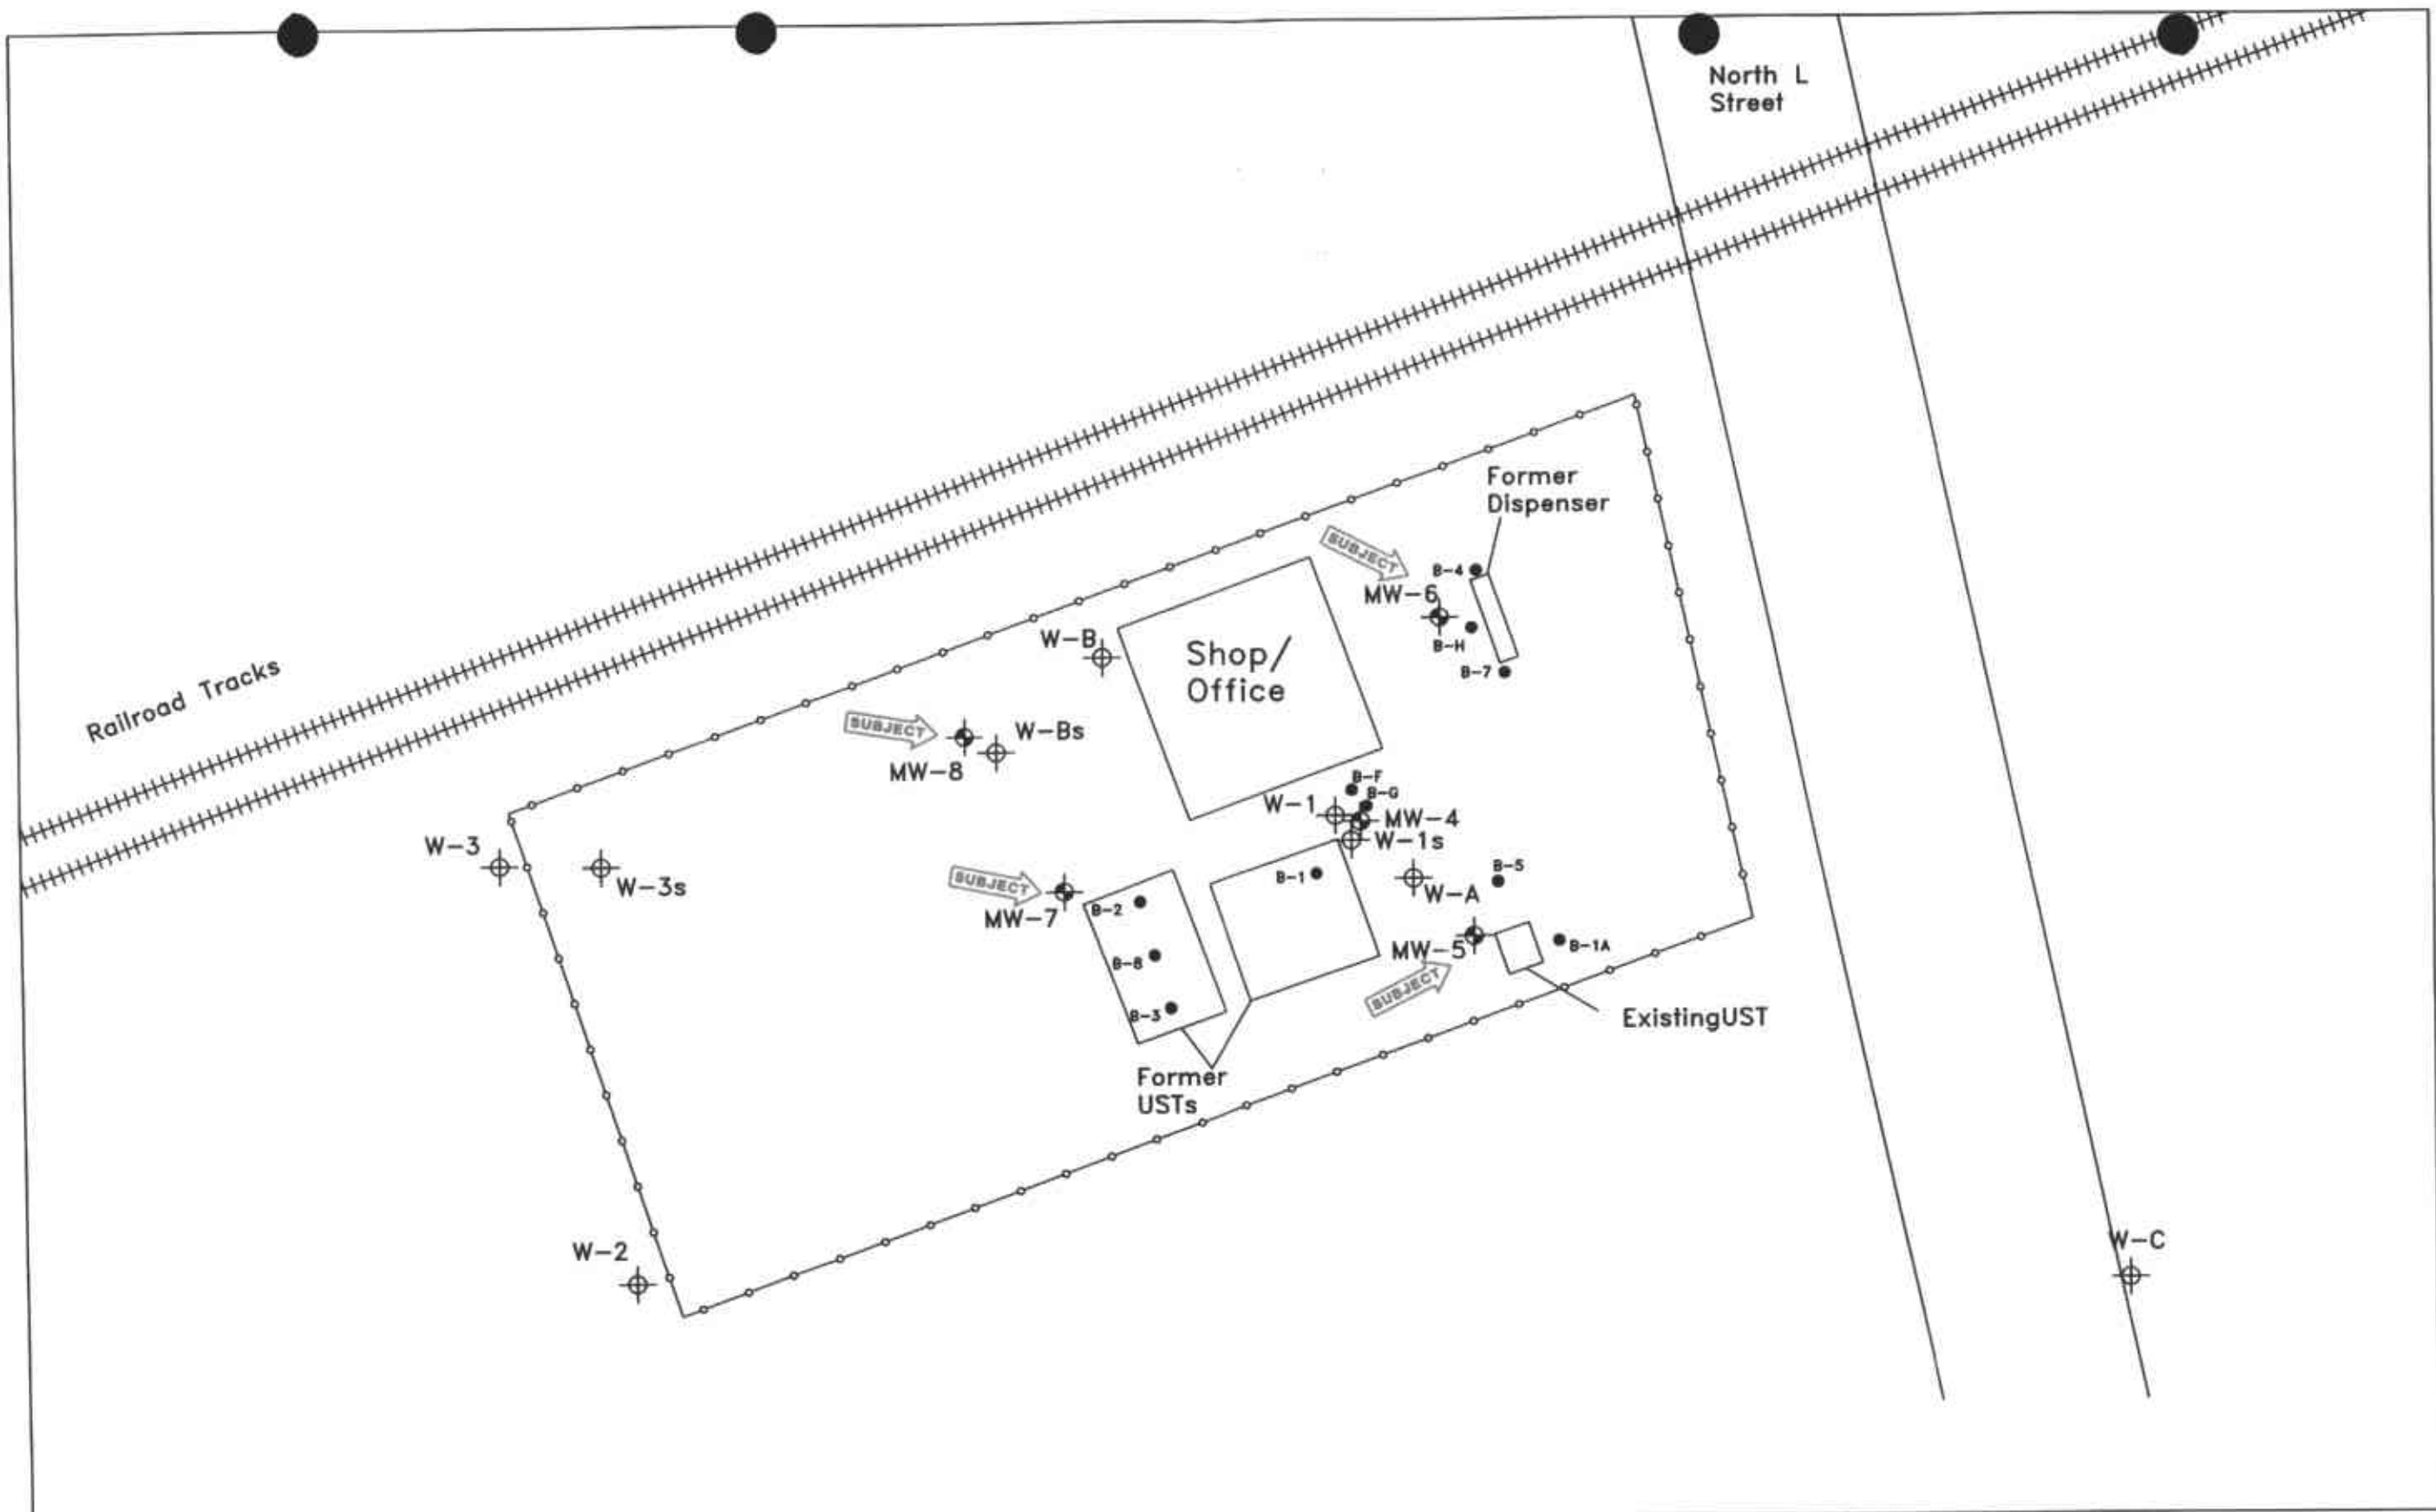 North L
Street
Former
Dispenser
SUBJECT
B-4
MW-6
B-H
B-7
W-B
Shop/
Office
Railroad Tracks
SUBJECT
W-Bs
MW-8
B-F
B-G
W-1
MW-4
W-1s
W-3
W-3s
SUBJECT
MW-7
B-1
B-5
W-A
B-2
MW-5
B-1A
B-8
SUBJECT
B-3
ExistingUST
Former
USTs
W-2
W-C